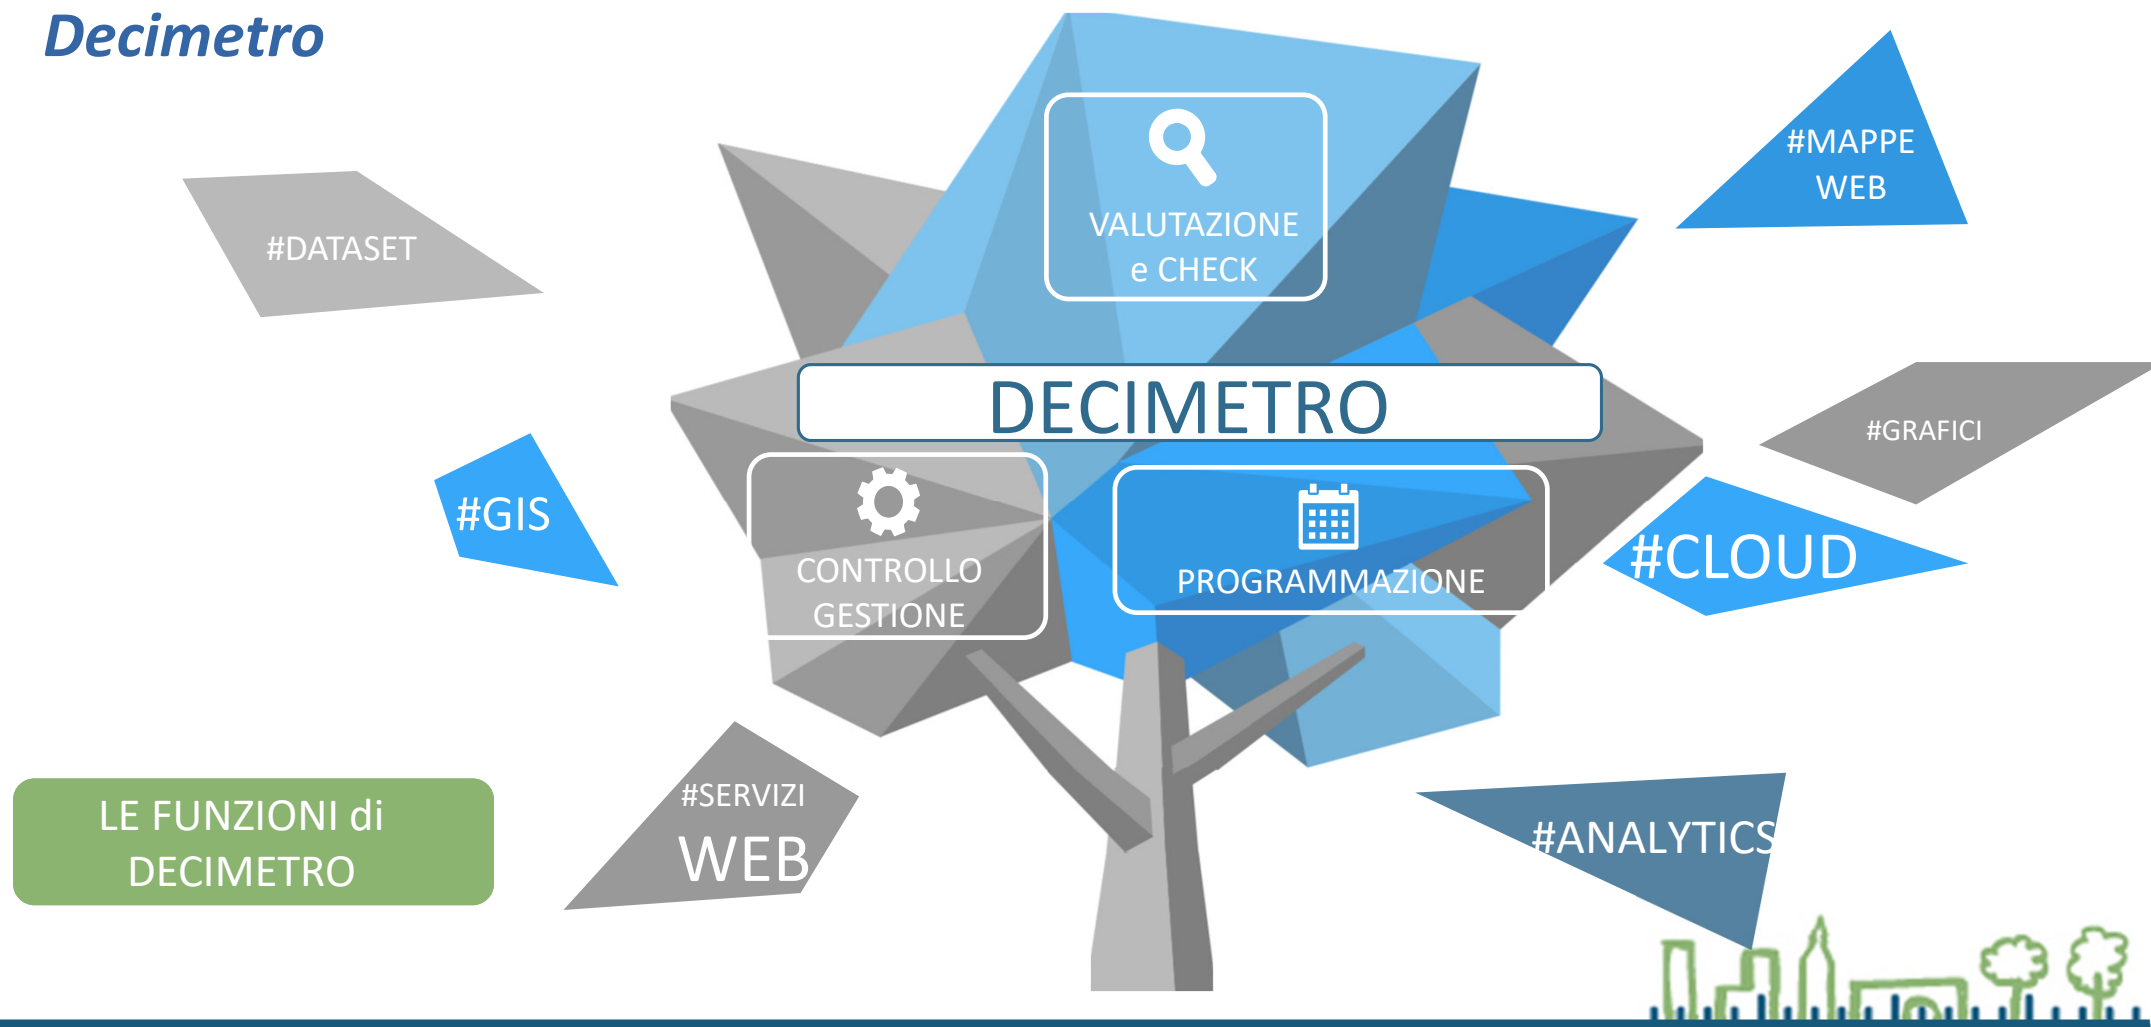 Decimetro
#MAPPE
WEB
VALUTAZIONE
e CHECK
#DATASET
DECIMETRO
#GRAFICI
#GIS
CONTROLLO
GESTIONE
PROGRAMMAZIONE
#CLOUD
#SERVIZI
WEB
LE FUNZIONI di
DECIMETRO
#ANALYTICS